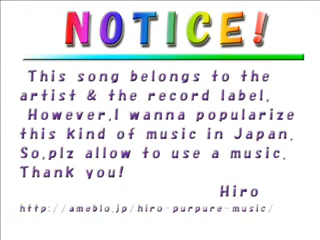 NOTICE!
This song belongs to the
artist & the record label,
However,I wanna popularize
this kind of music in Japan.
So,plz allow to use a music.
Thank you!
Hiro
http://ameblo.jp/hiro-purpure-music/